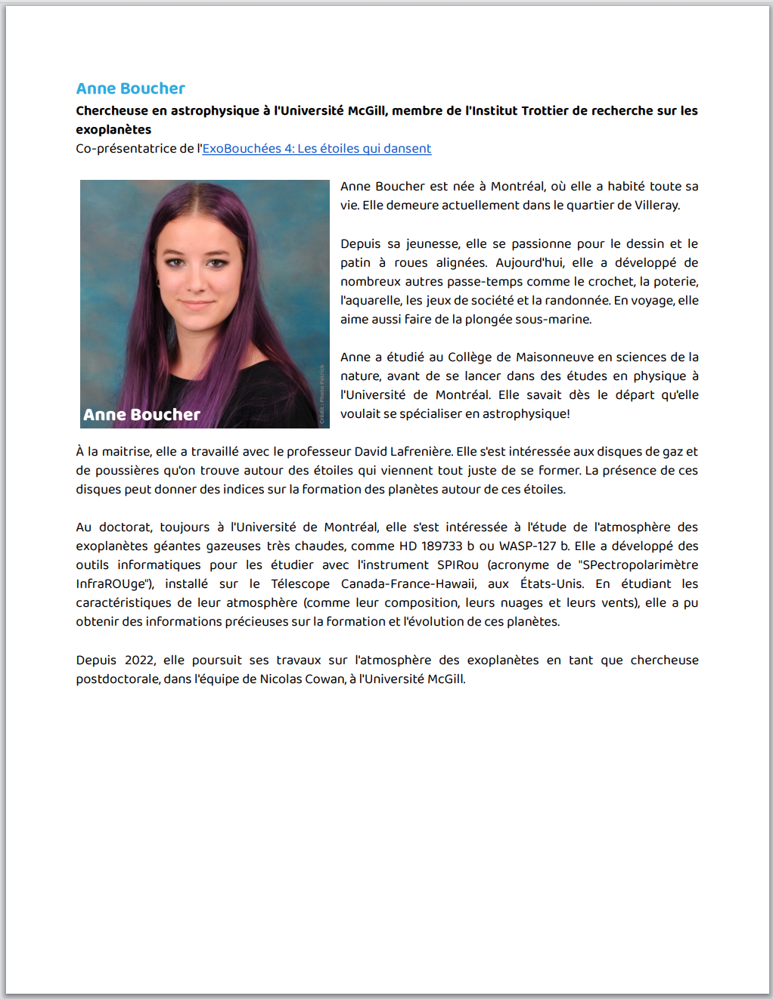 Anne Boucher
Chercheuse en astrophysique à l'Université McGill, membre de l'Institut Trottier de recherche sur les
exoplanètes
Co-présentatrice de l'ExoBouchées 4: Les étoiles qui dansent
Anne Boucher
Crédit : Photo Patrick
Anne Boucher est née à Montréal, où elle a habité toute sa
vie. Elle demeure actuellement dans le quartier de Villeray.
Depuis sa jeunesse, elle se passionne pour le dessin et le
patin à roues alignées. Aujourd'hui, elle a développé de
nombreux autres passe-temps comme le crochet, la poterie,
l'aquarelle, les jeux de société et la randonnée. En voyage, elle
aime aussi faire de la plongée sous-marine.
Anne a étudié au Collège de Maisonneuve en sciences de la
nature, avant de se lancer dans des études en physique à
l'Université de Montréal. Elle savait dès le départ qu'elle
voulait se spécialiser en astrophysique!
À la maitrise, elle a travaillé avec le professeur David Lafrenière. Elle s'est intéressée aux disques de gaz et
de poussières qu'on trouve autour des étoiles qui viennent tout juste de se former. La présence de ces
disques peut donner des indices sur la formation des planètes autour de ces étoiles.
Au doctorat, toujours à l'Université de Montréal, elle s'est intéressée à l'étude de l'atmosphère des
exoplanètes géantes gazeuses très chaudes, comme HD 189733 b ou WASP-127 b. Elle a développé des
outils informatiques pour les étudier avec l'instrument SPIRou (acronyme de "SPectropolarimètre
InfraROUge"), installé sur le Télescope Canada-France-Hawaii, aux États-Unis. En étudiant les
caractéristiques de leur atmosphère (comme leur composition, leurs nuages et leurs vents), elle a pu
obtenir des informations précieuses sur la formation et l'évolution de ces planètes.
Depuis 2022, elle poursuit ses travaux sur l'atmosphère des exoplanètes en tant que chercheuse
postdoctorale, dans l'équipe de Nicolas Cowan, à l'Université McGill.